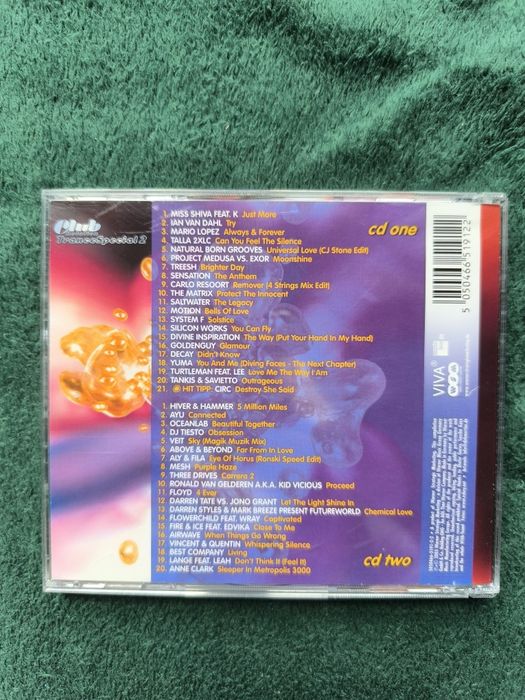 Club
TranceSpecial 2
cd one
1. MISS SHIVA FEAT. K Just More
2. IAN VAN DAHL Try
3. MARIO LOPEZ Always & Forever
4. TALLA 2XLC Can You Feel The Silence
5. NATURAL BORN GROOVES Universal Love (CJ Stone Edit)
6. PROJECT MEDUSA VS. EXOR Moonshine
7. TREESH Brighter Day
8. SENSATION The Anthem
9. CARLO RESOORT Remover (4 Strings Mix Edit)
10. THE MATRIX Protect The Innocent
11. SALTWATER The Legacy
12. MOTION Bells Of Love
13. SYSTEM F Solstice
14. SILICON WORKS You Can Fly
15. DIVINE INSPIRATION The Way (Put Your Hand In My Hand)
16. GOLDENGUY Glamour
17. DECAY Didn't Know
18. YUMA You And Me (Diving Faces - The Next Chapter)
19. TURTLEMAN FEAT. LEE Love Me The Way I Am
20. TANKIS & SAVIETTO Outrageous
21. HIT TIPP CIRC Destroy She Said
1. HIVER & HAMMER 5 Million Miles
2. AYU Connected
3. OCEANLAB Beautiful Together
4. DJ TIESTO Obsession
5. VEIT Sky (Magik Muzik Mix)
6. ABOVE & BEYOND Far From In Love
7. ALY & FILA Eye Of Horus (Ronski Speed Edit)
8. MESH Purple Haze
9. THREE DRIVES Carrera 2
10. RONALD VAN GELDEREN A.K.A. KID VICIOUS Proceed
11. FLOYD 4 Ever
12. DARREN TATE VS. JONO GRANT Let The Light Shine In
13. DARREN STYLES & MARK BREEZE PRESENT FUTUREWORLD Chemical Love
14. FLOWERCHILD FEAT. WRAY Captivated
15. FIRE & ICE FEAT. EDVIKA Close To Me
16. AIRWAVE When Things Go Wrong
17. VINCENT & QUENTIN Whispering Silence
18. BEST COMPANY Living
19. LANGE FEAT. LEAH Don't Think It (Feel It)
20. ANNE CLARK Sleeper In Metropolis 3000
cd two
5 050466 519122
VIVA